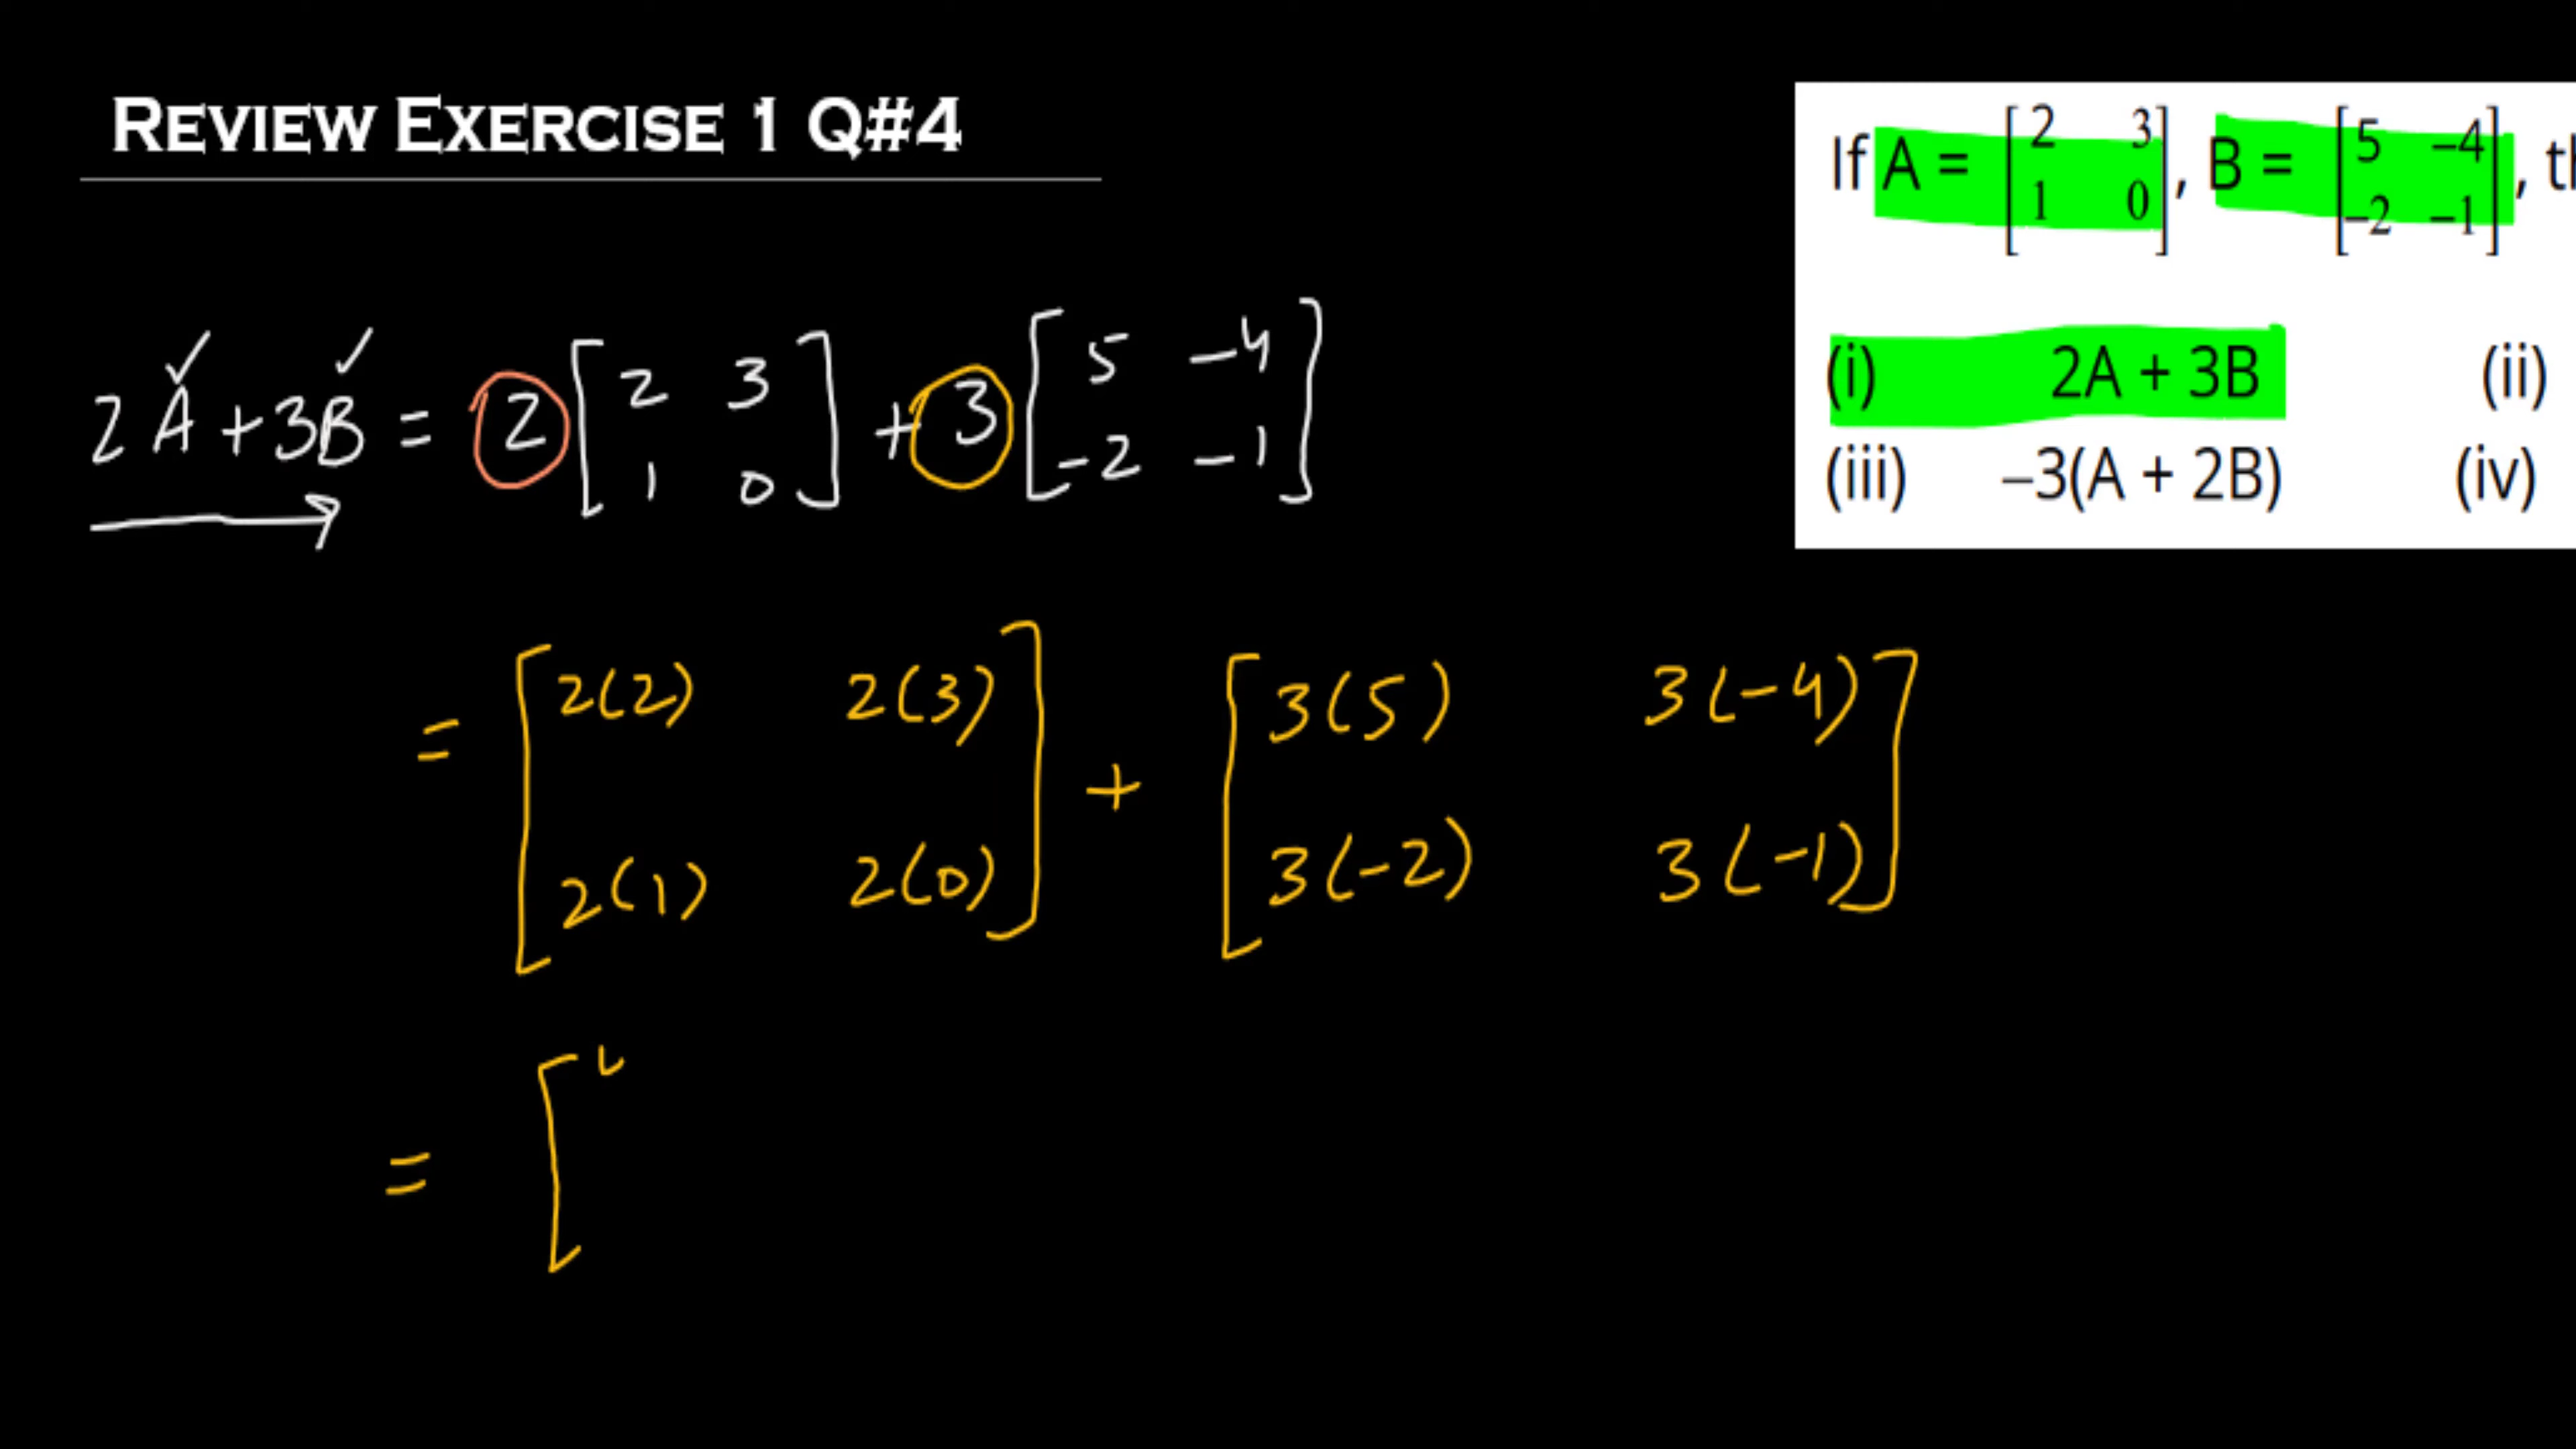 REVIEW EXERCISE 1 Q#4
If A = [2 3], B = [5 -4],
[1 0] [-2 -1]
(i) 2A + 3B (ii)
(iii) –3(A + 2B) (iv)
2A+3B = 2 [2 3] + 3 [5 -4]
[1 0] [-2 -1]
= [2(2) 2(3)] + [3(5) 3(-4)]
[2(1) 2(0)] [3(-2) 3(-1)]
= [